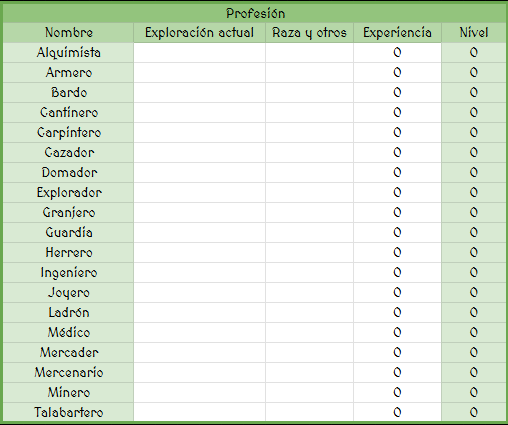 Profesión
Nombre Exploración actual Raza y otros Experiencia Nivel
Alquimista 0 0
Armero 0 0
Bardo 0 0
Cantinero 0 0
Carpintero 0 0
Cazador 0 0
Domador 0 0
Explorador 0 0
Granjero 0 0
Guardia 0 0
Herrero 0 0
Ingeniero 0 0
Joyero 0 0
Ladrón 0 0
Médico 0 0
Mercader 0 0
Mercenario 0 0
Minero 0 0
Talabartero 0 0